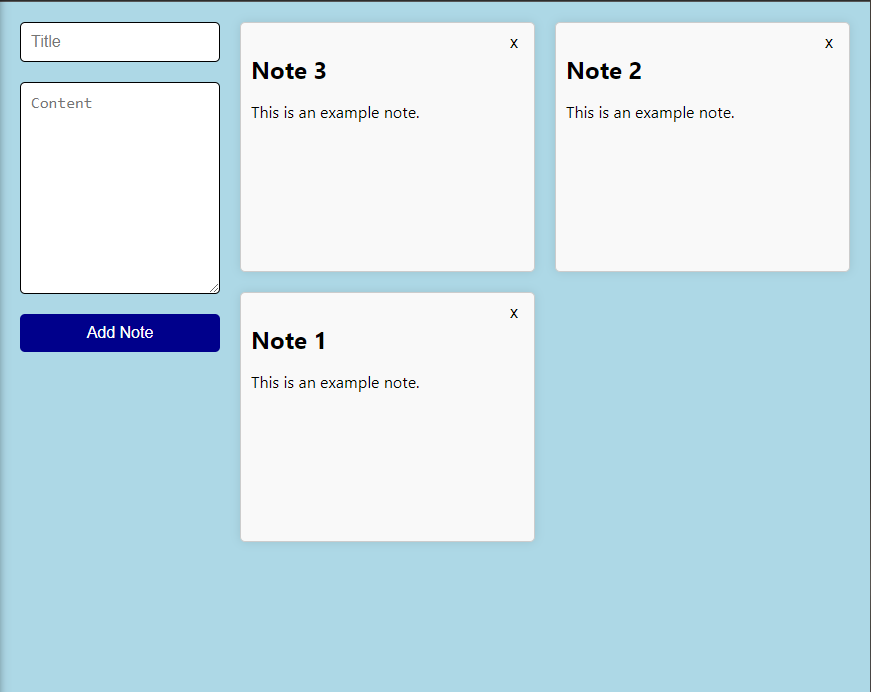 Title
Content
Add Note
x
Note 3
This is an example note.
x
Note 2
This is an example note.
x
Note 1
This is an example note.